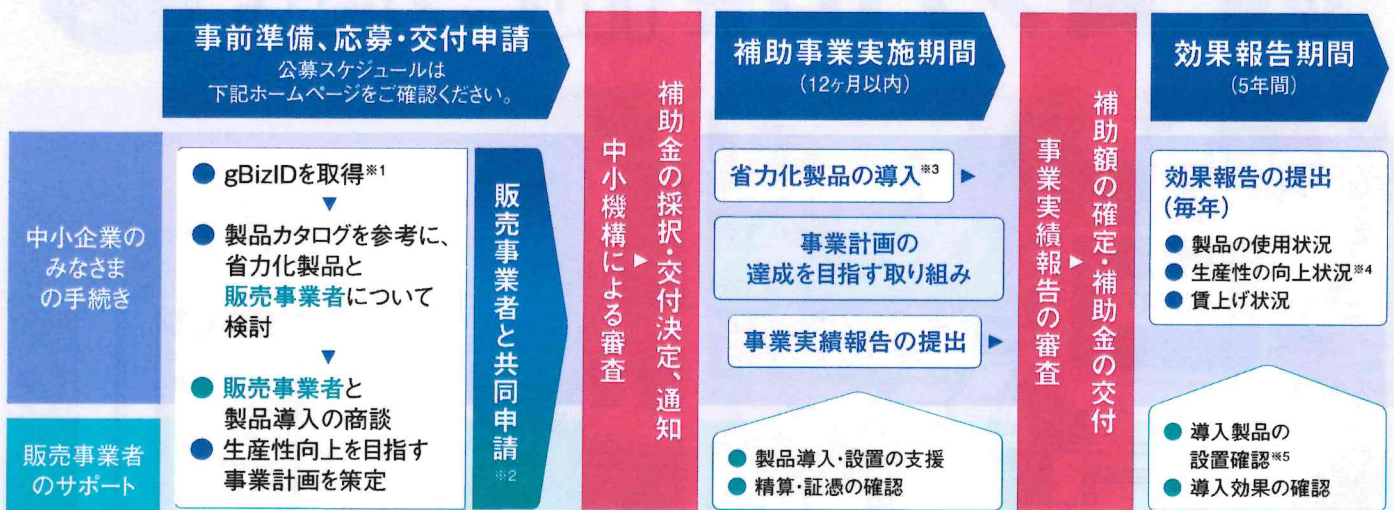 事前準備、応募・交付申請
公募スケジュールは
下記ホームページをご確認ください。
中小企業の
みなさま
の手続き
販売事業者
のサポート
● gBizIDを取得※1
▼
● 製品カタログを参考に、
省力化製品と
販売事業者について
検討
▼
● 販売事業者と
製品導入の商談
● 生産性向上を目指す
事業計画を策定
販売事業者と共同申請※2
中小機構による審査
▶
補助金の採択・交付決定、通知
補助事業実施期間
(12ヶ月以内)
省力化製品の導入※3 ▶
事業計画の
達成を目指す取り組み
事業実績報告の提出 ▶
● 製品導入・設置の支援
● 精算・証憑の確認
事業実績報告の審査
▶
補助額の確定・補助金の交付
効果報告期間
(5年間)
効果報告の提出
(毎年)
● 製品の使用状況
● 生産性の向上状況※4
● 賃上げ状況
● 導入製品の
設置確認※5
● 導入効果の確認